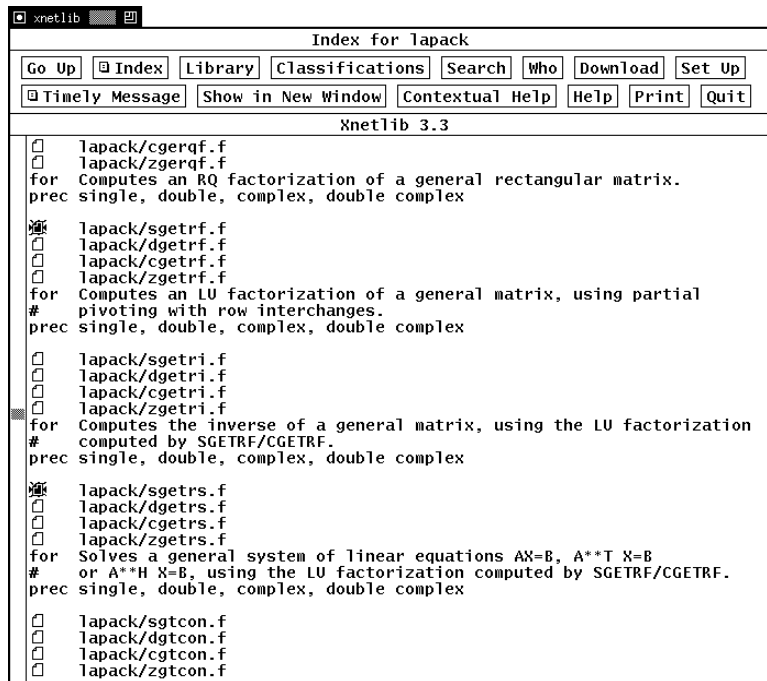 xnetlib
Index for lapack
Go Up Index Library Classifications Search Who Download Set Up
Timely Message Show in New Window Contextual Help Help Print Quit
Xnetlib 3.3
lapack/cgerqf.f
lapack/zgerqf.f
for Computes an RQ factorization of a general rectangular matrix.
prec single, double, complex, double complex
lapack/sgetrf.f
lapack/dgetrf.f
lapack/cgetrf.f
lapack/zgetrf.f
for Computes an LU factorization of a general matrix, using partial
# pivoting with row interchanges.
prec single, double, complex, double complex
lapack/sgetri.f
lapack/dgetri.f
lapack/cgetri.f
lapack/zgetri.f
for Computes the inverse of a general matrix, using the LU factorization
# computed by SGETRF/CGETRF.
prec single, double, complex, double complex
lapack/sgetrs.f
lapack/dgetrs.f
lapack/cgetrs.f
lapack/zgetrs.f
for Solves a general system of linear equations AX=B, A**T X=B
# or A**H X=B, using the LU factorization computed by SGETRF/CGETRF.
prec single, double, complex, double complex
lapack/sgtcon.f
lapack/dgtcon.f
lapack/cgtcon.f
lapack/zgtcon.f